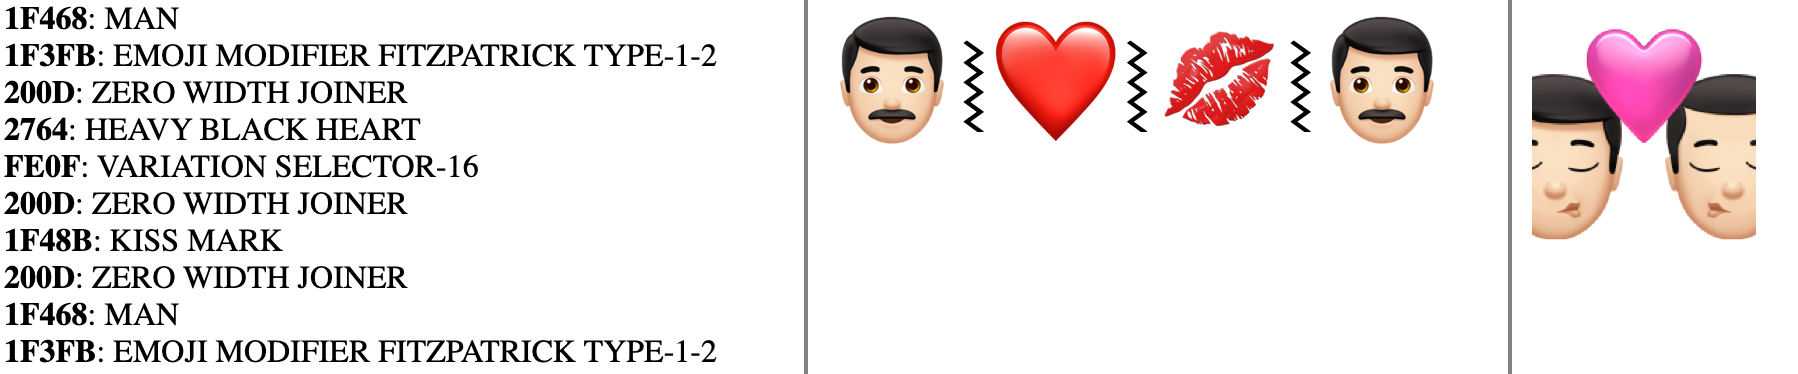 1F468: MAN
1F3FB: EMOJI MODIFIER FITZPATRICK TYPE-1-2
200D: ZERO WIDTH JOINER
2764: HEAVY BLACK HEART
FE0F: VARIATION SELECTOR-16
200D: ZERO WIDTH JOINER
1F48B: KISS MARK
200D: ZERO WIDTH JOINER
1F468: MAN
1F3FB: EMOJI MODIFIER FITZPATRICK TYPE-1-2